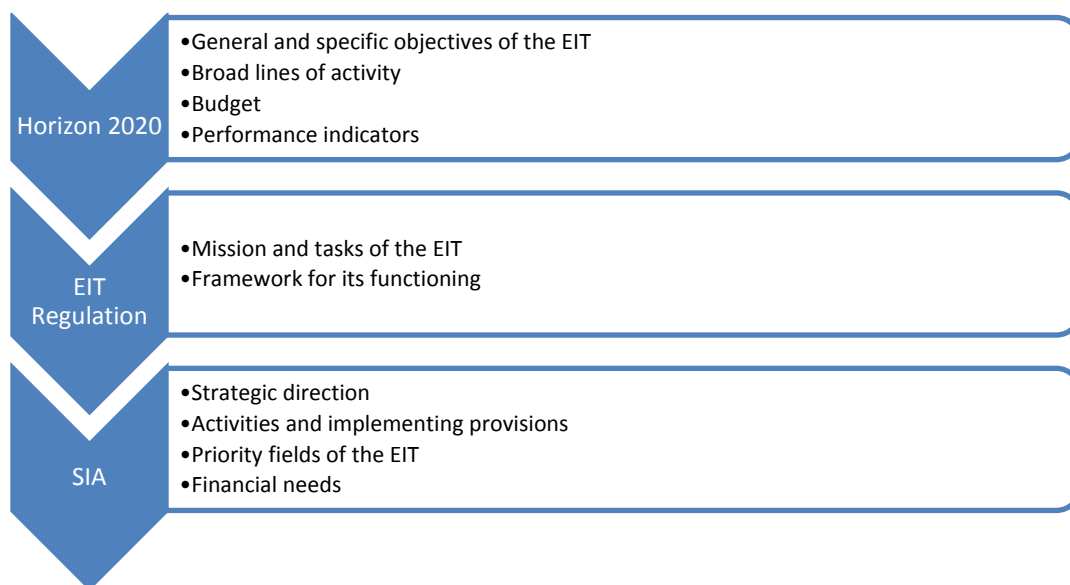 Horizon 2020
•General and specific objectives of the EIT
•Broad lines of activity
•Budget
•Performance indicators
EIT
Regulation
•Mission and tasks of the EIT
•Framework for its functioning
SIA
•Strategic direction
•Activities and implementing provisions
•Priority fields of the EIT
•Financial needs